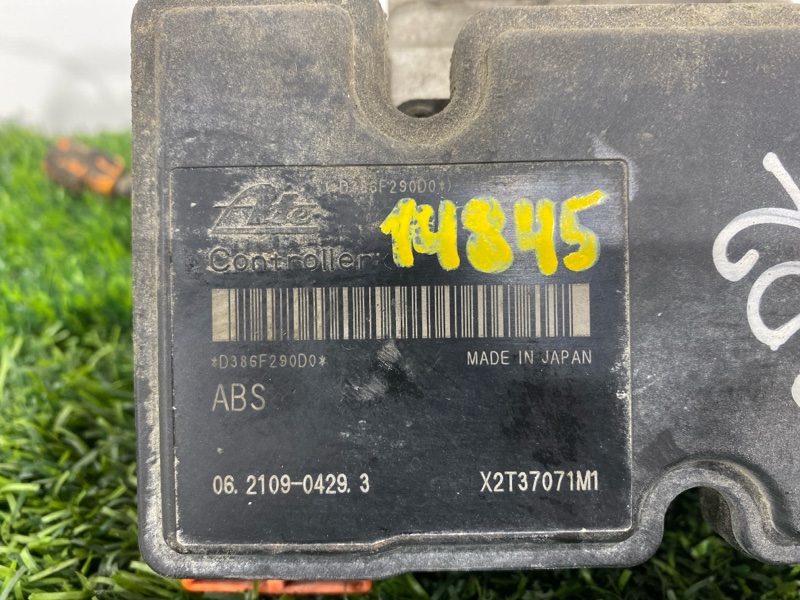 *D386F290D0*
Ate 14845
Controller
*D386F290D0* MADE IN JAPAN
ABS
06.2109-0429.3 X2T37071M1